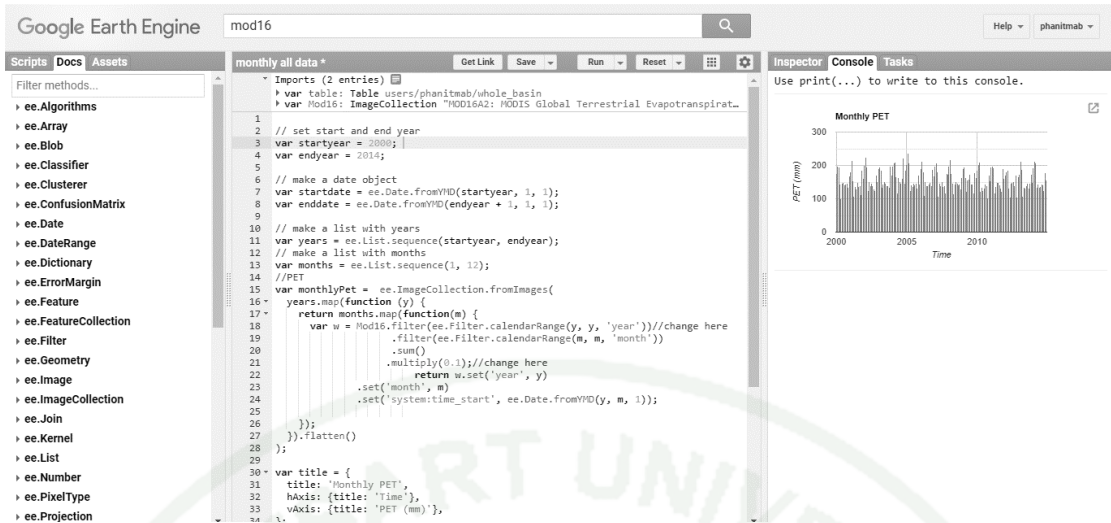 Google Earth Engine
mod16
Help
phanitmab
Scripts Docs Assets
Filter methods...
ee.Algorithms
ee.Array
ee.Blob
ee.Classifier
ee.Clusterer
ee.ConfusionMatrix
ee.Date
ee.DateRange
ee.Dictionary
ee.ErrorMargin
ee.Feature
ee.FeatureCollection
ee.Filter
ee.Geometry
ee.Image
ee.ImageCollection
ee.Join
ee.Kernel
ee.List
ee.Number
ee.PixelType
ee.Projection
monthly all data *
Get Link Save Run Reset
Imports (2 entries)
var table: Table users/phanitmab/whole_basin
var Mod16: ImageCollection "MOD16A2: MODIS Global Terrestrial Evapotranspirat…
1
2 // set start and end year
3 var startyear = 2000;
4 var endyear = 2014;
5
6 // make a date object
7 var startdate = ee.Date.fromYMD(startyear, 1, 1);
8 var enddate = ee.Date.fromYMD(endyear + 1, 1, 1);
9
10 // make a list with years
11 var years = ee.List.sequence(startyear, endyear);
12 // make a list with months
13 var months = ee.List.sequence(1, 12);
14 //PET
15 var monthlyPet = ee.ImageCollection.fromImages(
16 years.map(function (y) {
17 return months.map(function(m) {
18 var w = Mod16.filter(ee.Filter.calendarRange(y, y, 'year'))//change here
19 .filter(ee.Filter.calendarRange(m, m, 'month'))
20 .sum()
21 .multiply(0.1);//change here
22 return w.set('year', y)
23 .set('month', m)
24 .set('system:time_start', ee.Date.fromYMD(y, m, 1));
25
26 });
27 }).flatten()
28 );
29
30 var title = {
31 title: 'Monthly PET',
32 hAxis: {title: 'Time'},
33 vAxis: {title: 'PET (mm)'},
34 };
Inspector Console Tasks
Use print(...) to write to this console.
Monthly PET
PET (mm)
300
200
100
0
2000 2005 2010
Time